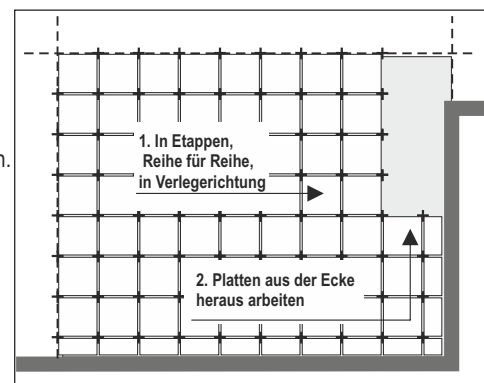 n.
1. In Etappen,
Reihe für Reihe,
in Verlegerichtung
2. Platten aus der Ecke
heraus arbeiten